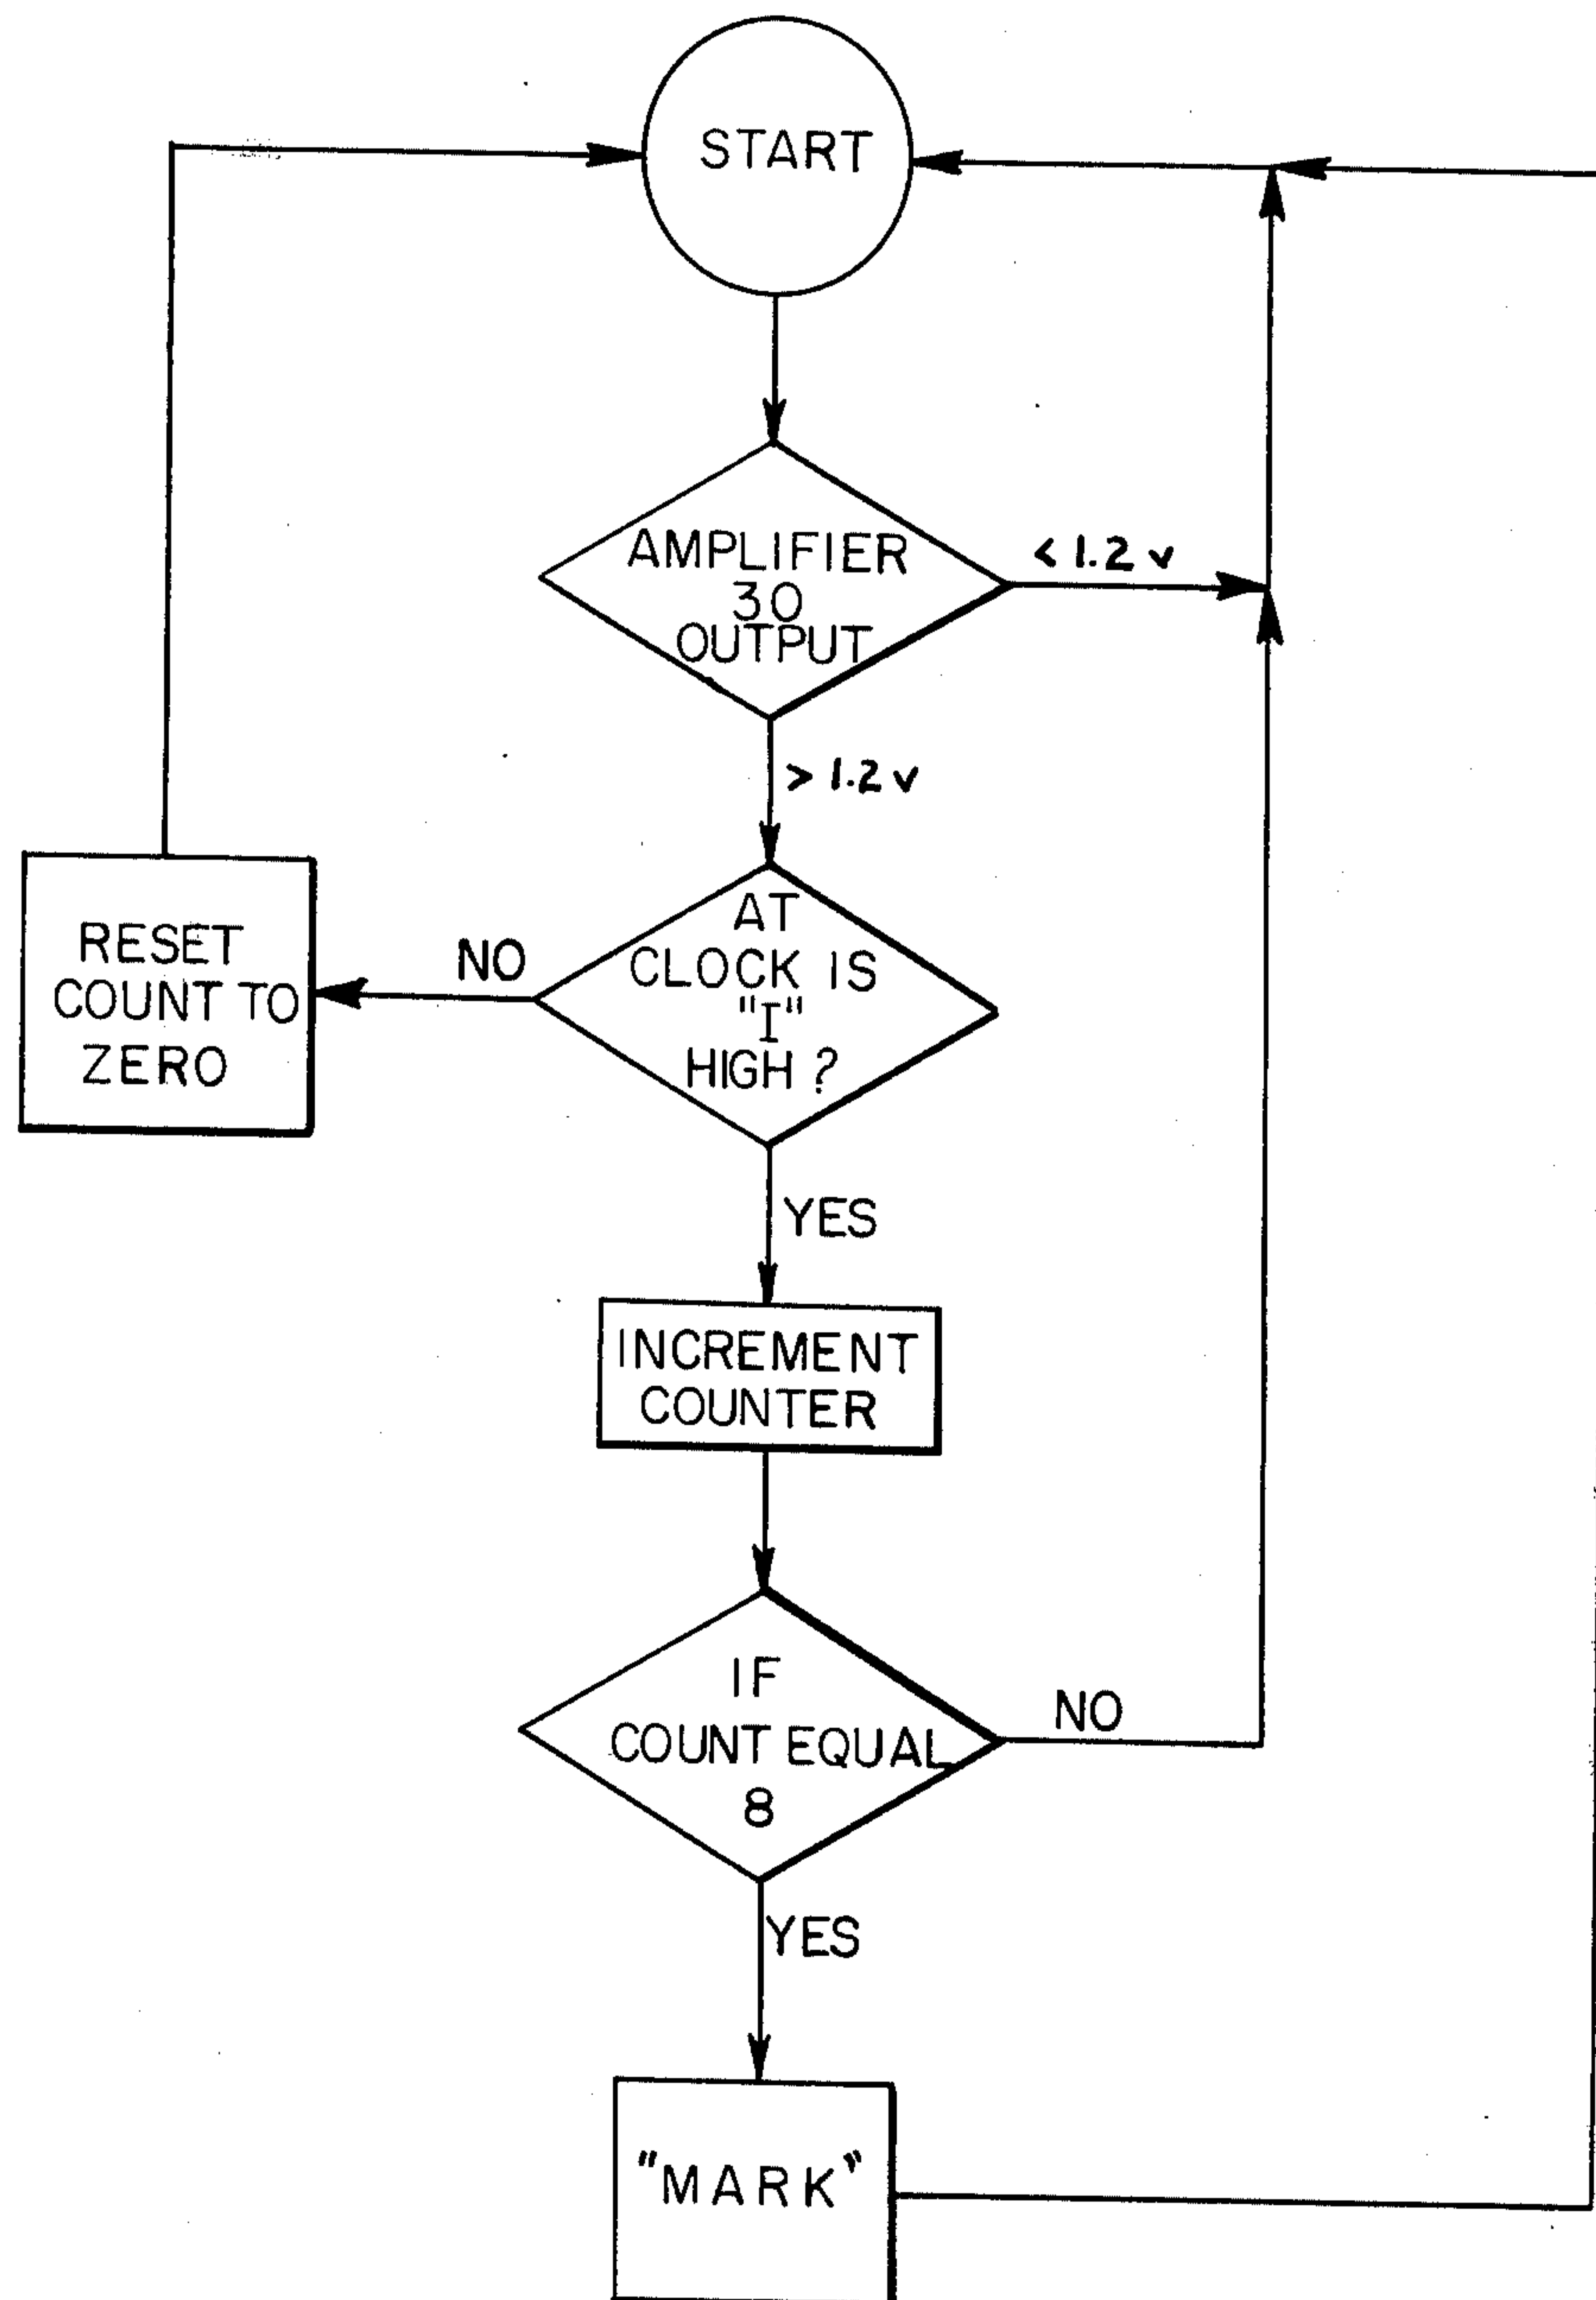 START
AMPLIFIER
30
OUTPUT
< 1.2 v
> 1.2 v
AT
CLOCK IS
"I"
HIGH ?
NO
RESET
COUNT TO
ZERO
YES
INCREMENT
COUNTER
IF
COUNT EQUAL
8
NO
YES
"MARK"